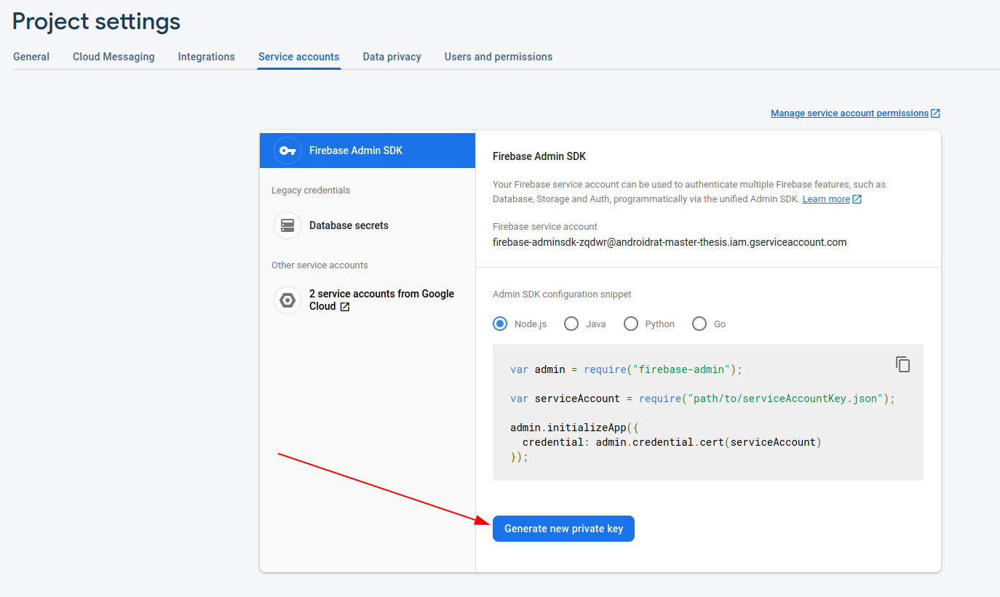 Project settings
General Cloud Messaging Integrations Service accounts Data privacy Users and permissions
Manage service account permissions
Firebase Admin SDK
Legacy credentials
Database secrets
Other service accounts
2 service accounts from Google
Cloud
Firebase Admin SDK
Your Firebase service account can be used to authenticate multiple Firebase features, such as
Database, Storage and Auth, programmatically via the unified Admin SDK. Learn more
Firebase service account
firebase-adminsdk-zqdwr@androidrat-master-thesis.iam.gserviceaccount.com
Admin SDK configuration snippet
Node.js Java Python Go
var admin = require("firebase-admin");
var serviceAccount = require("path/to/serviceAccountKey.json");
admin.initializeApp({
  credential: admin.credential.cert(serviceAccount)
});
Generate new private key